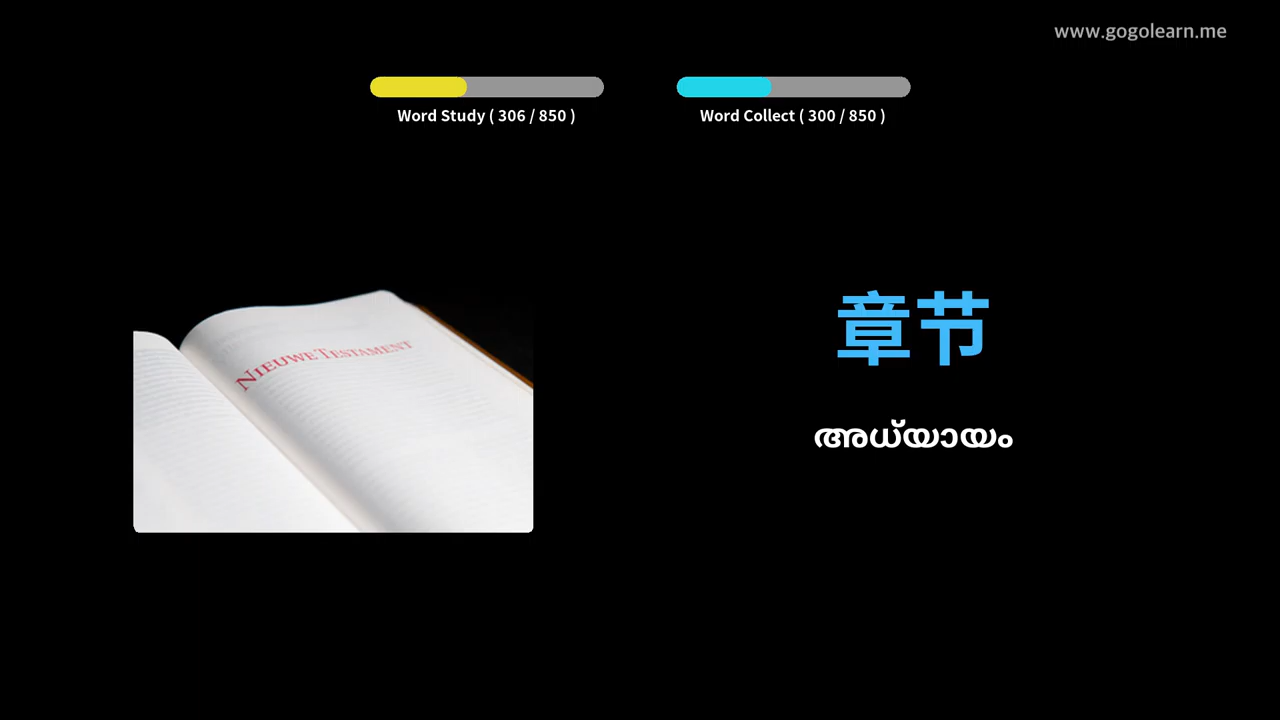 www.gogolearn.me
Word Study ( 306 / 850 )
Word Collect ( 300 / 850 )
章节
NIEUWE TESTAMENT
അധ്യായം